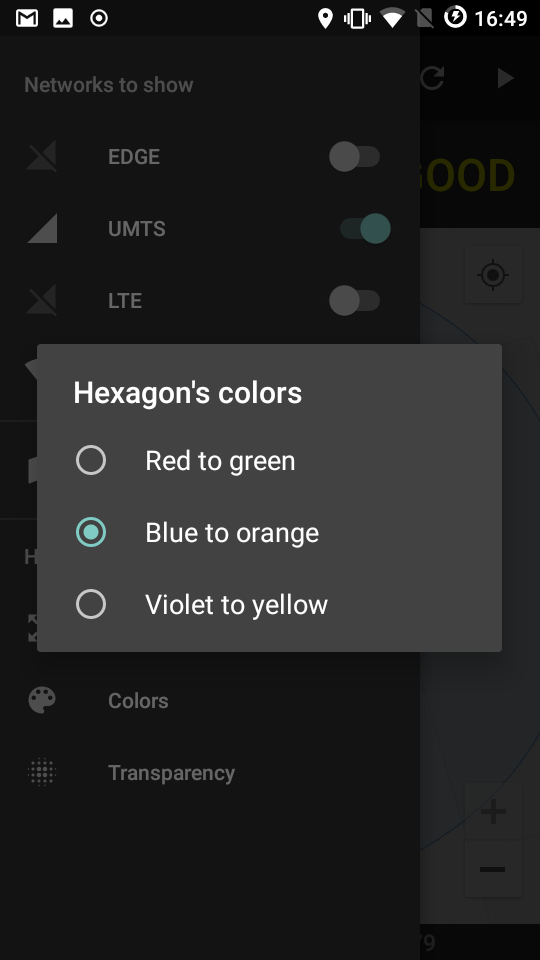 16:49
Networks to show
EDGE
GOOD
UMTS
LTE
Hexagon's colors
Red to green
Blue to orange
Violet to yellow
Colors
Transparency